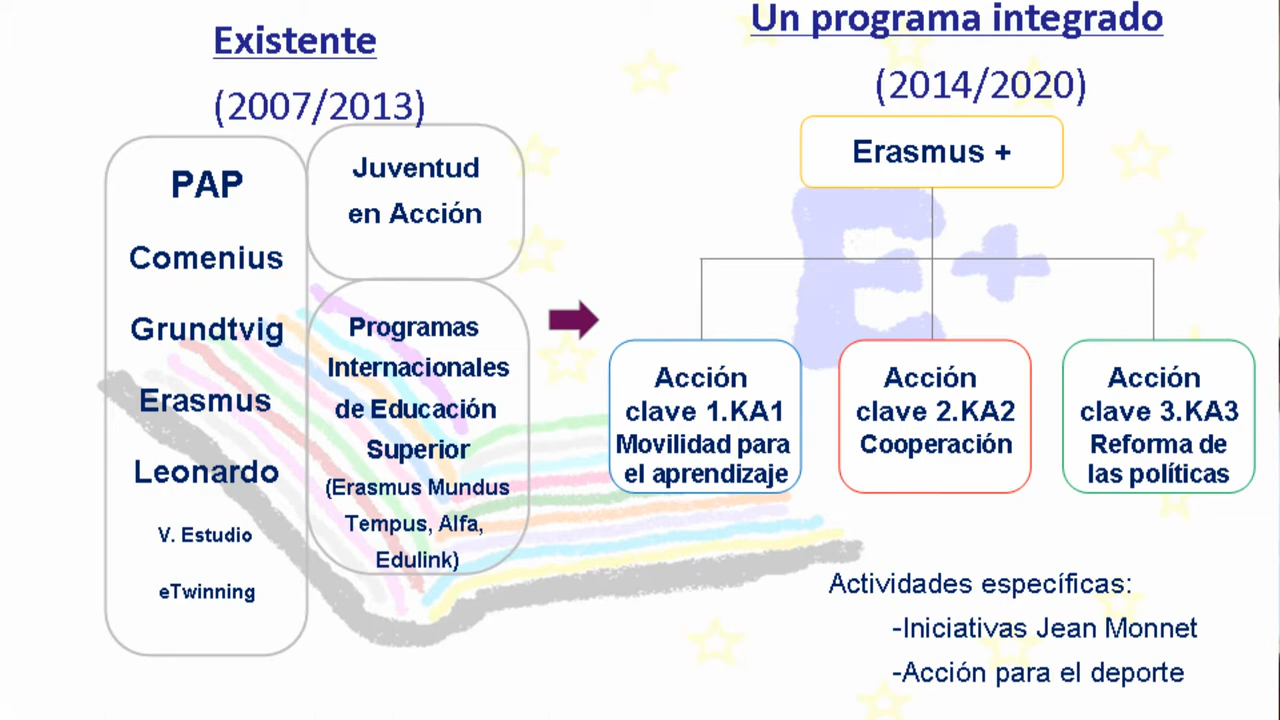 Existente
(2007/2013)
PAP
Comenius
Grundtvig
Erasmus
Leonardo
V. Estudio
eTwinning
Juventud
en Acción
Programas
Internacionales
de Educación
Superior
(Erasmus Mundus
Tempus, Alfa,
Edulink)
Un programa integrado
(2014/2020)
Erasmus +
E+
Acción
clave 1.KA1
Movilidad para
el aprendizaje
Acción
clave 2.KA2
Cooperación
Acción
clave 3.KA3
Reforma de
las políticas
Actividades específicas:
-Iniciativas Jean Monnet
-Acción para el deporte